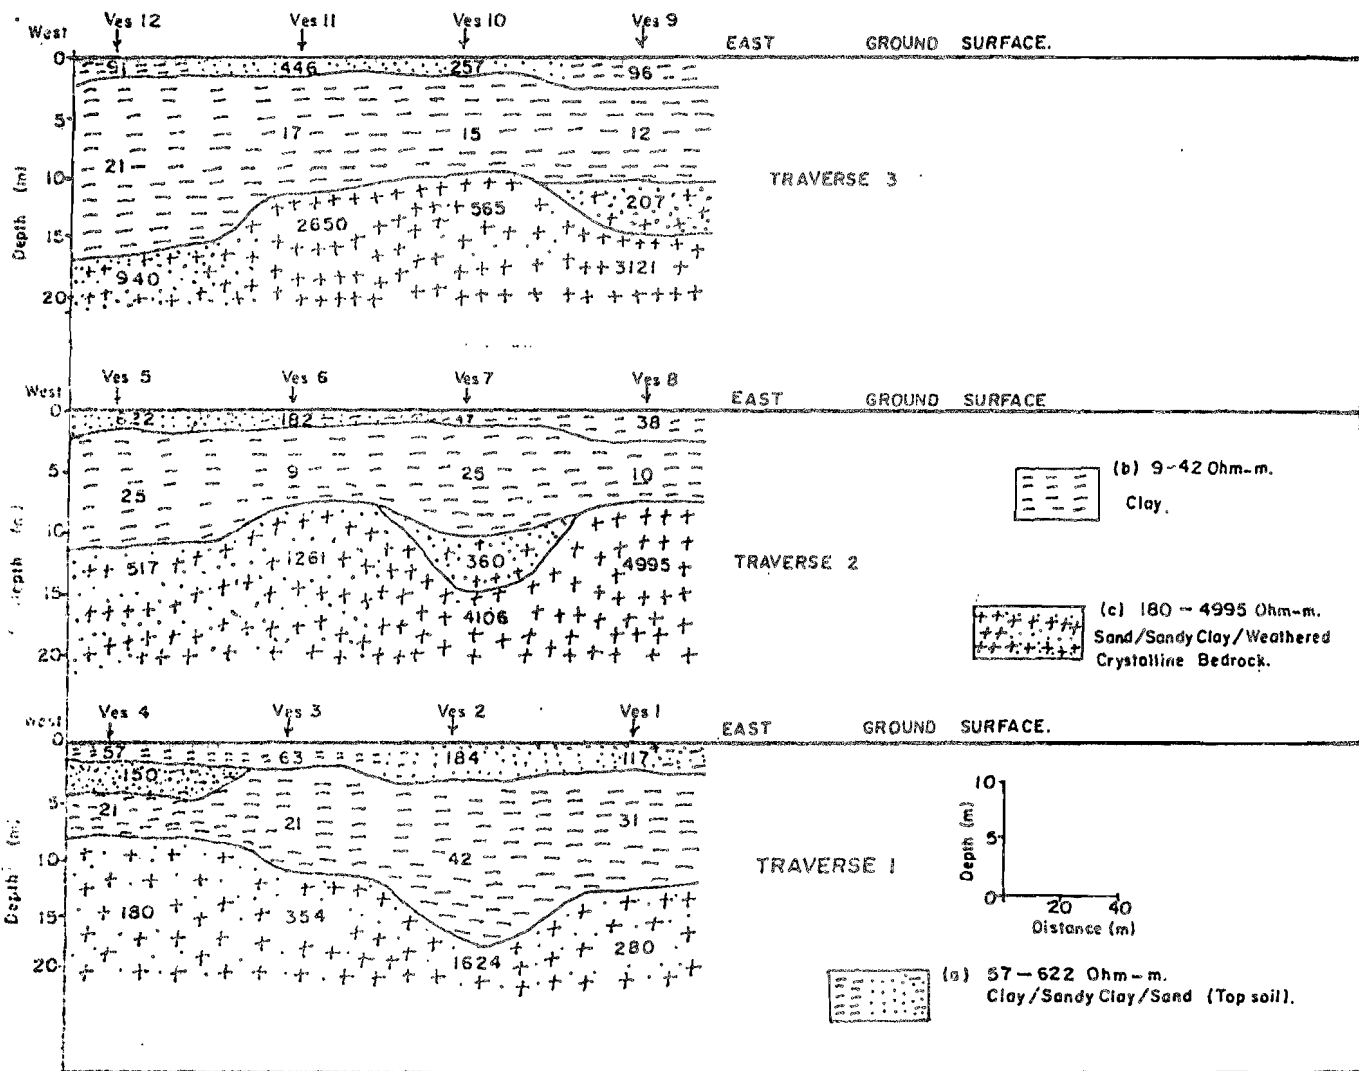 Ves 12 Ves 11 Ves 10 Ves 9
West EAST GROUND SURFACE.
0 91 446 257 96
5 17 15 12
21
10 TRAVERSE 3
207
565
2650
15
3121
940
20
Depth (m)
Ves 5 Ves 6 Ves 7 Ves 8
West EAST GROUND SURFACE
0 622 182 47 38
5 9 25 10
25
10
517 1261 360 4995 TRAVERSE 2
15
4106
20
Depth (m)
(b) 9-42 Ohm-m.
Clay.
(c) 180 - 4995 Ohm-m.
Sand/Sandy Clay/Weathered
Crystalline Bedrock.
Ves 4 Ves 3 Ves 2 Ves 1
West EAST GROUND SURFACE.
0 57 63 184 117
150
5 21 21 31
42
10 TRAVERSE 1
15 180 354
280
1624
20
Depth (m)
10
5
0
Depth (m)
20 40
Distance (m)
(a) 57-622 Ohm-m.
Clay/Sandy Clay/Sand (Top soil).